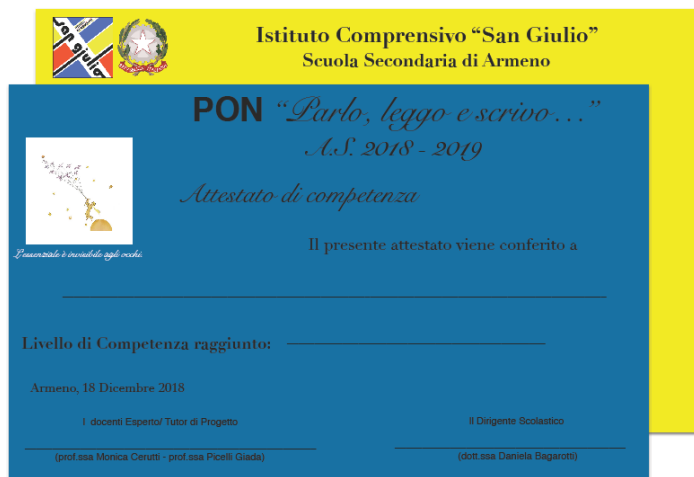 san giulio
Istituto Comprensivo “San Giulio”
Scuola Secondaria di Armeno
PON “Parlo, leggo e scrivo…”
A.S. 2018 - 2019
Attestato di competenza
L'essenziale è invisibile agli occhi.
Il presente attestato viene conferito a
Livello di Competenza raggiunto:
Armeno, 18 Dicembre 2018
I docenti Esperto/ Tutor di Progetto
Il Dirigente Scolastico
(prof.ssa Monica Cerutti - prof.ssa Picelli Giada)
(dott.ssa Daniela Bagarotti)